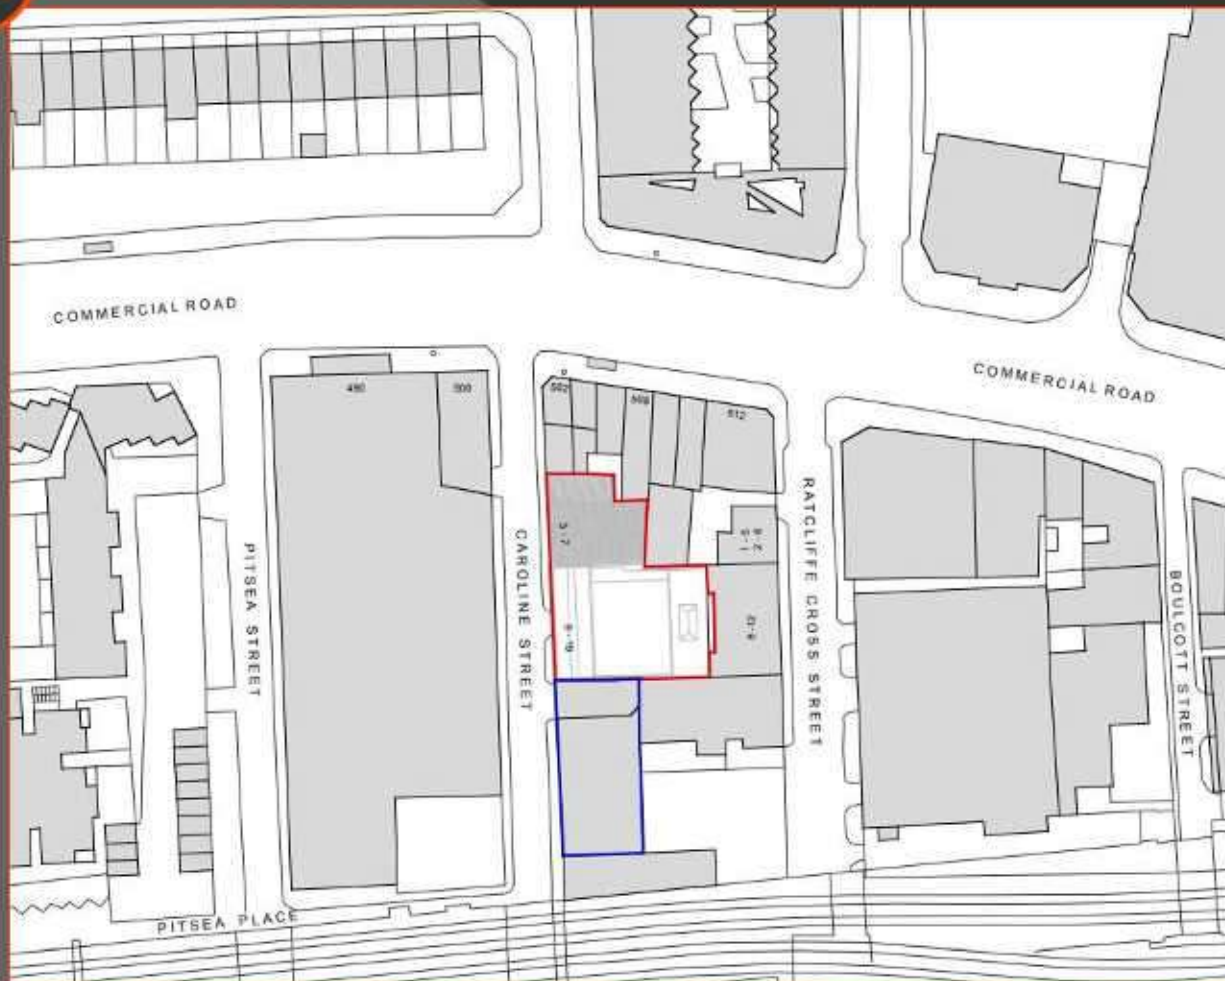 COMMERCIAL ROAD
COMMERCIAL ROAD
490
500
502
508
512
RATCLIFFE CROSS STREET
3 - 7
CAROLINE STREET
PITSEA STREET
BOULCOTT STREET
PITSEA PLACE